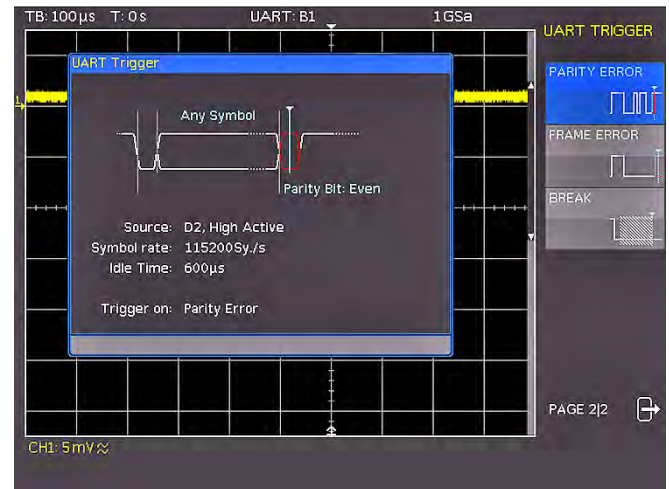 TB: 100µs T: 0s UART: B1 1GSa
UART TRIGGER
UART Trigger
PARITY ERROR
1
Any Symbol
FRAME ERROR
Parity Bit: Even
BREAK
Source: D2, High Active
Symbol rate: 115200Sy./s
Idle Time: 600µs
Trigger on: Parity Error
PAGE 2|2
CH1: 5mV≂